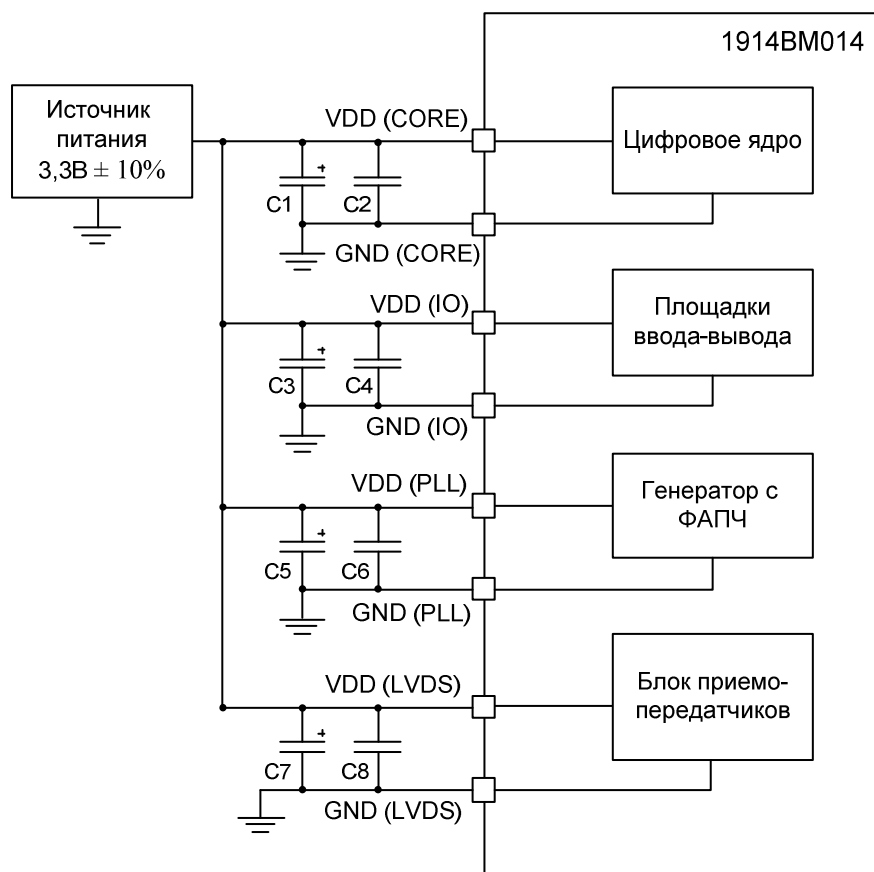 1914ВМ014
Источник
питания
3,3В ± 10%
VDD (CORE)
Цифровое ядро
+
C1
C2
GND (CORE)
VDD (IO)
Площадки
ввода-вывода
+
C3
C4
GND (IO)
VDD (PLL)
Генератор с
ФАПЧ
+
C5
C6
GND (PLL)
VDD (LVDS)
Блок приемо-
передатчиков
+
C7
C8
GND (LVDS)